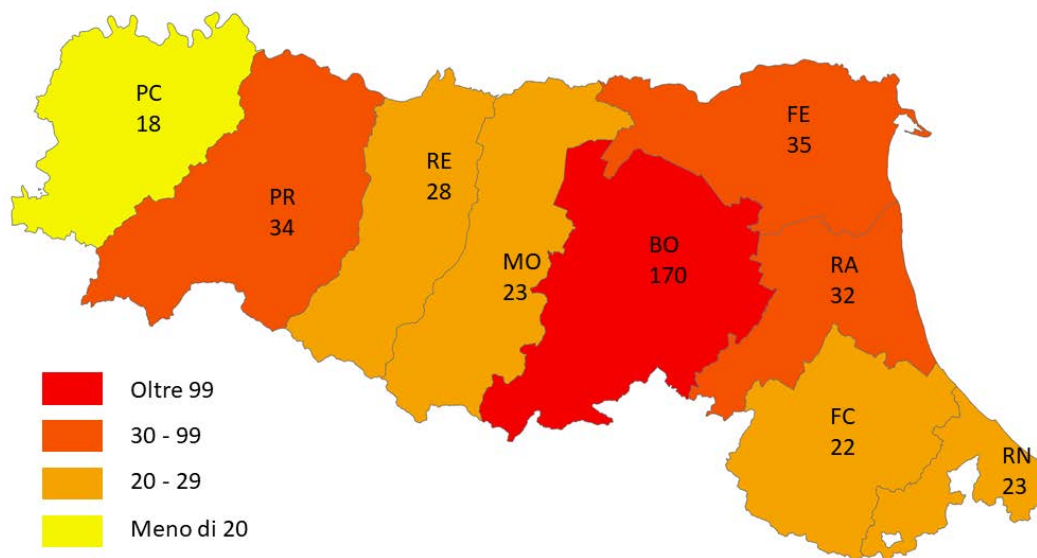 PC
18
PR
34
RE
28
MO
23
BO
170
FE
35
RA
32
FC
22
RN
23
Oltre 99
30 - 99
20 - 29
Meno di 20